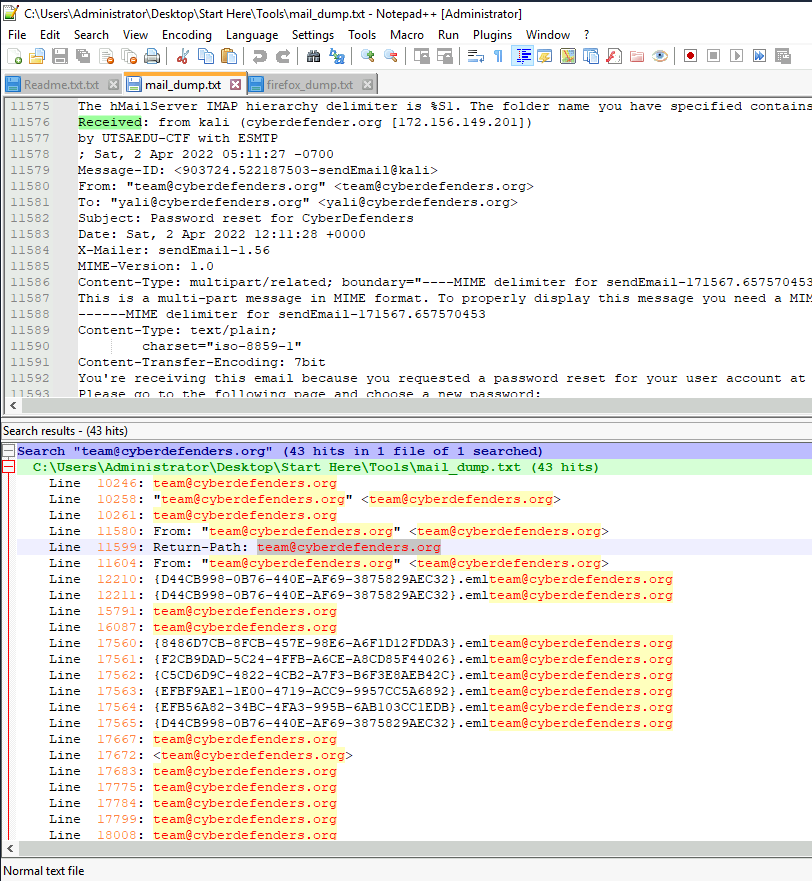 C:\Users\Administrator\Desktop\Start Here\Tools\mail_dump.txt - Notepad++ [Administrator]
File Edit Search View Encoding Language Settings Tools Macro Run Plugins Window ?
Readme.txt.txt mail_dump.txt firefox_dump.txt
11575 The hMailServer IMAP hierarchy delimiter is %S1. The folder name you have specified contains
11576 Received: from kali (cyberdefender.org [172.156.149.201])
11577 by UTSAEDU-CTF with ESMTP
11578 ; Sat, 2 Apr 2022 05:11:27 -0700
11579 Message-ID: <903724.522187503-sendEmail@kali>
11580 From: "team@cyberdefenders.org" <team@cyberdefenders.org>
11581 To: "yali@cyberdefenders.org" <yali@cyberdefenders.org>
11582 Subject: Password reset for CyberDefenders
11583 Date: Sat, 2 Apr 2022 12:11:28 +0000
11584 X-Mailer: sendEmail-1.56
11585 MIME-Version: 1.0
11586 Content-Type: multipart/related; boundary="----MIME delimiter for sendEmail-171567.657570453
11587 This is a multi-part message in MIME format. To properly display this message you need a MIM
11588 ------MIME delimiter for sendEmail-171567.657570453
11589 Content-Type: text/plain;
11590 charset="iso-8859-1"
11591 Content-Transfer-Encoding: 7bit
11592 You're receiving this email because you requested a password reset for your user account at
11593 Please go to the following page and choose a new password:
Search results - (43 hits)
Search "team@cyberdefenders.org" (43 hits in 1 file of 1 searched)
C:\Users\Administrator\Desktop\Start Here\Tools\mail_dump.txt (43 hits)
Line 10246: team@cyberdefenders.org
Line 10258: "team@cyberdefenders.org" <team@cyberdefenders.org>
Line 10261: team@cyberdefenders.org
Line 11580: From: "team@cyberdefenders.org" <team@cyberdefenders.org>
Line 11599: Return-Path: team@cyberdefenders.org
Line 11604: From: "team@cyberdefenders.org" <team@cyberdefenders.org>
Line 12210: {D44CB998-0B76-440E-AF69-3875829AEC32}.emlteam@cyberdefenders.org
Line 12211: {D44CB998-0B76-440E-AF69-3875829AEC32}.emlteam@cyberdefenders.org
Line 15791: team@cyberdefenders.org
Line 16087: team@cyberdefenders.org
Line 17560: {8486D7CB-8FCB-457E-98E6-A6F1D12FDDA3}.emlteam@cyberdefenders.org
Line 17561: {F2CB9DAD-5C24-4FFB-A6CE-A8CD85F44026}.emlteam@cyberdefenders.org
Line 17562: {C5CD6D9C-4822-4CB2-A7F3-B6F3E8AEB42C}.emlteam@cyberdefenders.org
Line 17563: {EFBF9AE1-1E00-4719-ACC9-9957CC5A6892}.emlteam@cyberdefenders.org
Line 17564: {EFB56A82-34BC-4FA3-995B-6AB103CC1EDB}.emlteam@cyberdefenders.org
Line 17565: {D44CB998-0B76-440E-AF69-3875829AEC32}.emlteam@cyberdefenders.org
Line 17667: team@cyberdefenders.org
Line 17672: <team@cyberdefenders.org>
Line 17683: team@cyberdefenders.org
Line 17775: team@cyberdefenders.org
Line 17784: team@cyberdefenders.org
Line 17799: team@cyberdefenders.org
Line 18008: team@cyberdefenders.org
Normal text file